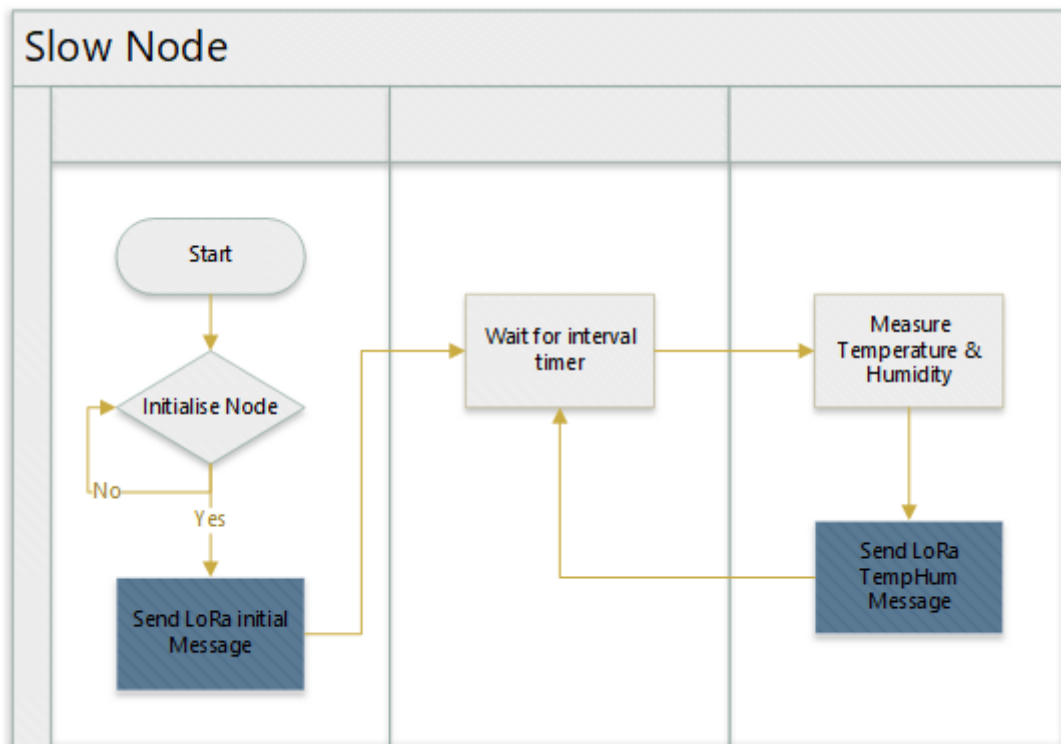 Slow Node
Start
Initialise Node
No
Yes
Send LoRa initial
Message
Wait for interval
timer
Measure
Temperature &
Humidity
Send LoRa
TempHum
Message